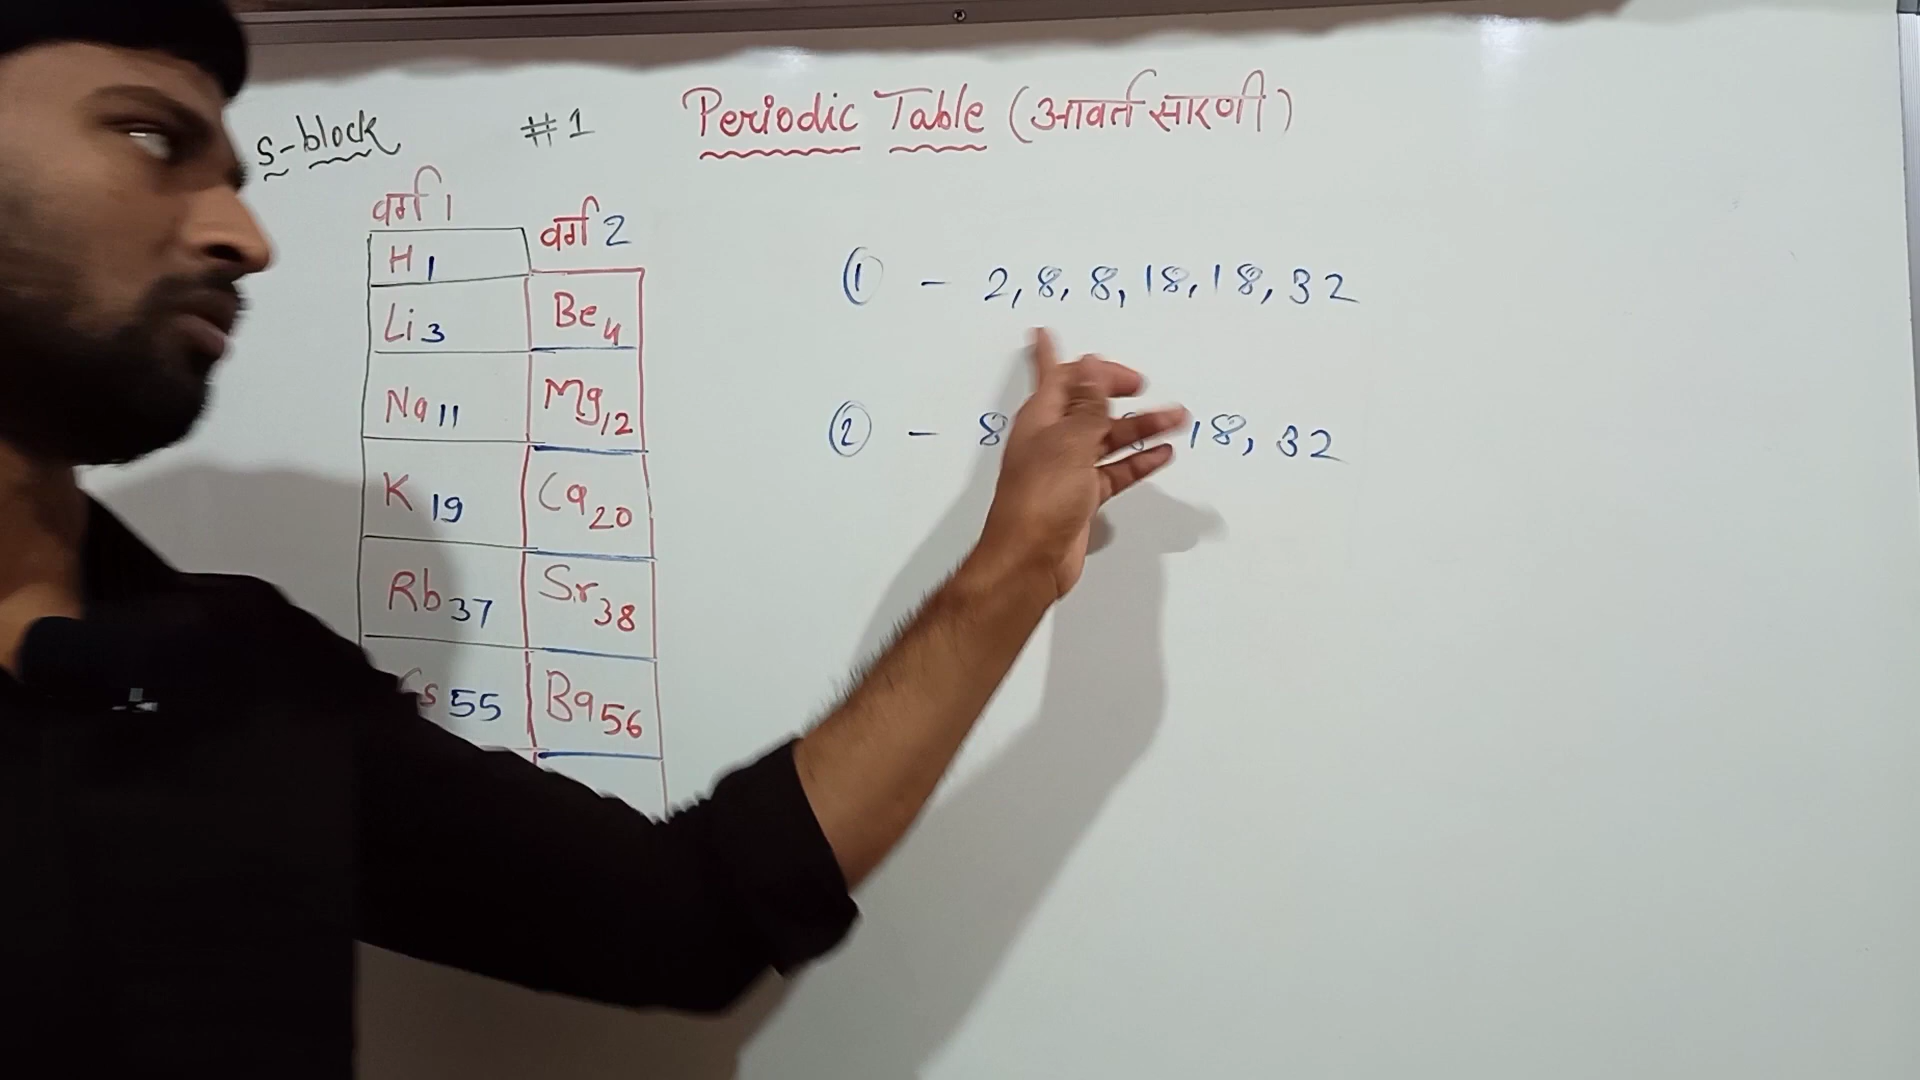 s-block #1 Periodic Table (आवर्त सारणी)
वर्ग 1
वर्ग 2
H 1
Li 3
Be 4
Na 11
Mg 12
K 19
Ca 20
Rb 37
Sr 38
55
Ba 56
① - 2, 8, 8, 18, 18, 32
② - 8 18, 32